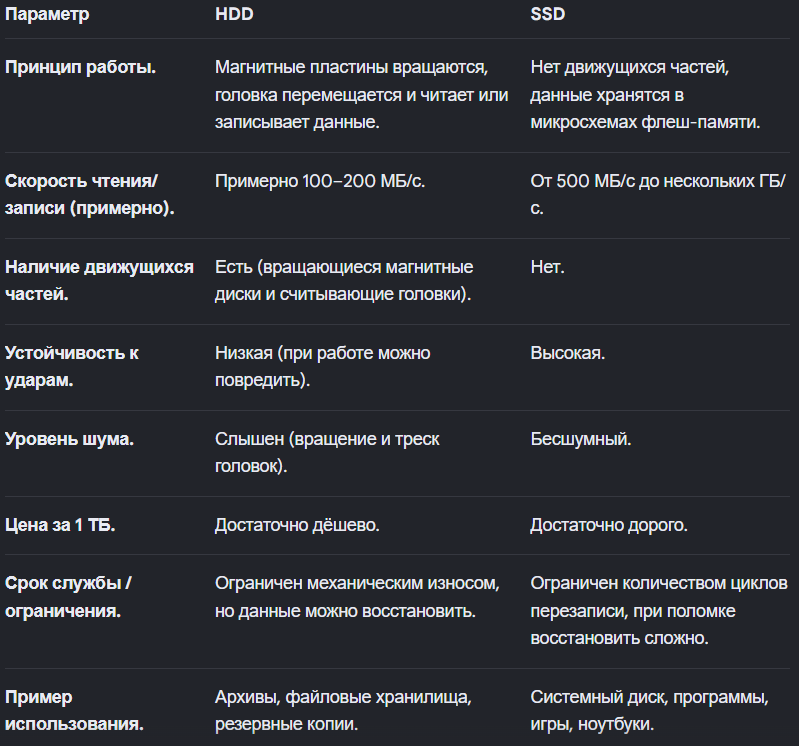 Параметр HDD SSD
Принцип работы. Магнитные пластины вращаются, Нет движущихся частей,
головка перемещается и читает или данные хранятся в
записывает данные. микросхемах флеш-памяти.
Скорость чтения/ Примерно 100–200 МБ/с. От 500 МБ/с до нескольких ГБ/
записи (примерно). с.
Наличие движущихся Есть (вращающиеся магнитные Нет.
частей. диски и считывающие головки).
Устойчивость к Низкая (при работе можно Высокая.
ударам. повредить).
Уровень шума. Слышен (вращение и треск Бесшумный.
головок).
Цена за 1 ТБ. Достаточно дёшево. Достаточно дорого.
Срок службы / Ограничен механическим износом, Ограничен количеством циклов
ограничения. но данные можно восстановить. перезаписи, при поломке
восстановить сложно.
Пример Архивы, файловые хранилища, Системный диск, программы,
использования. резервные копии. игры, ноутбуки.